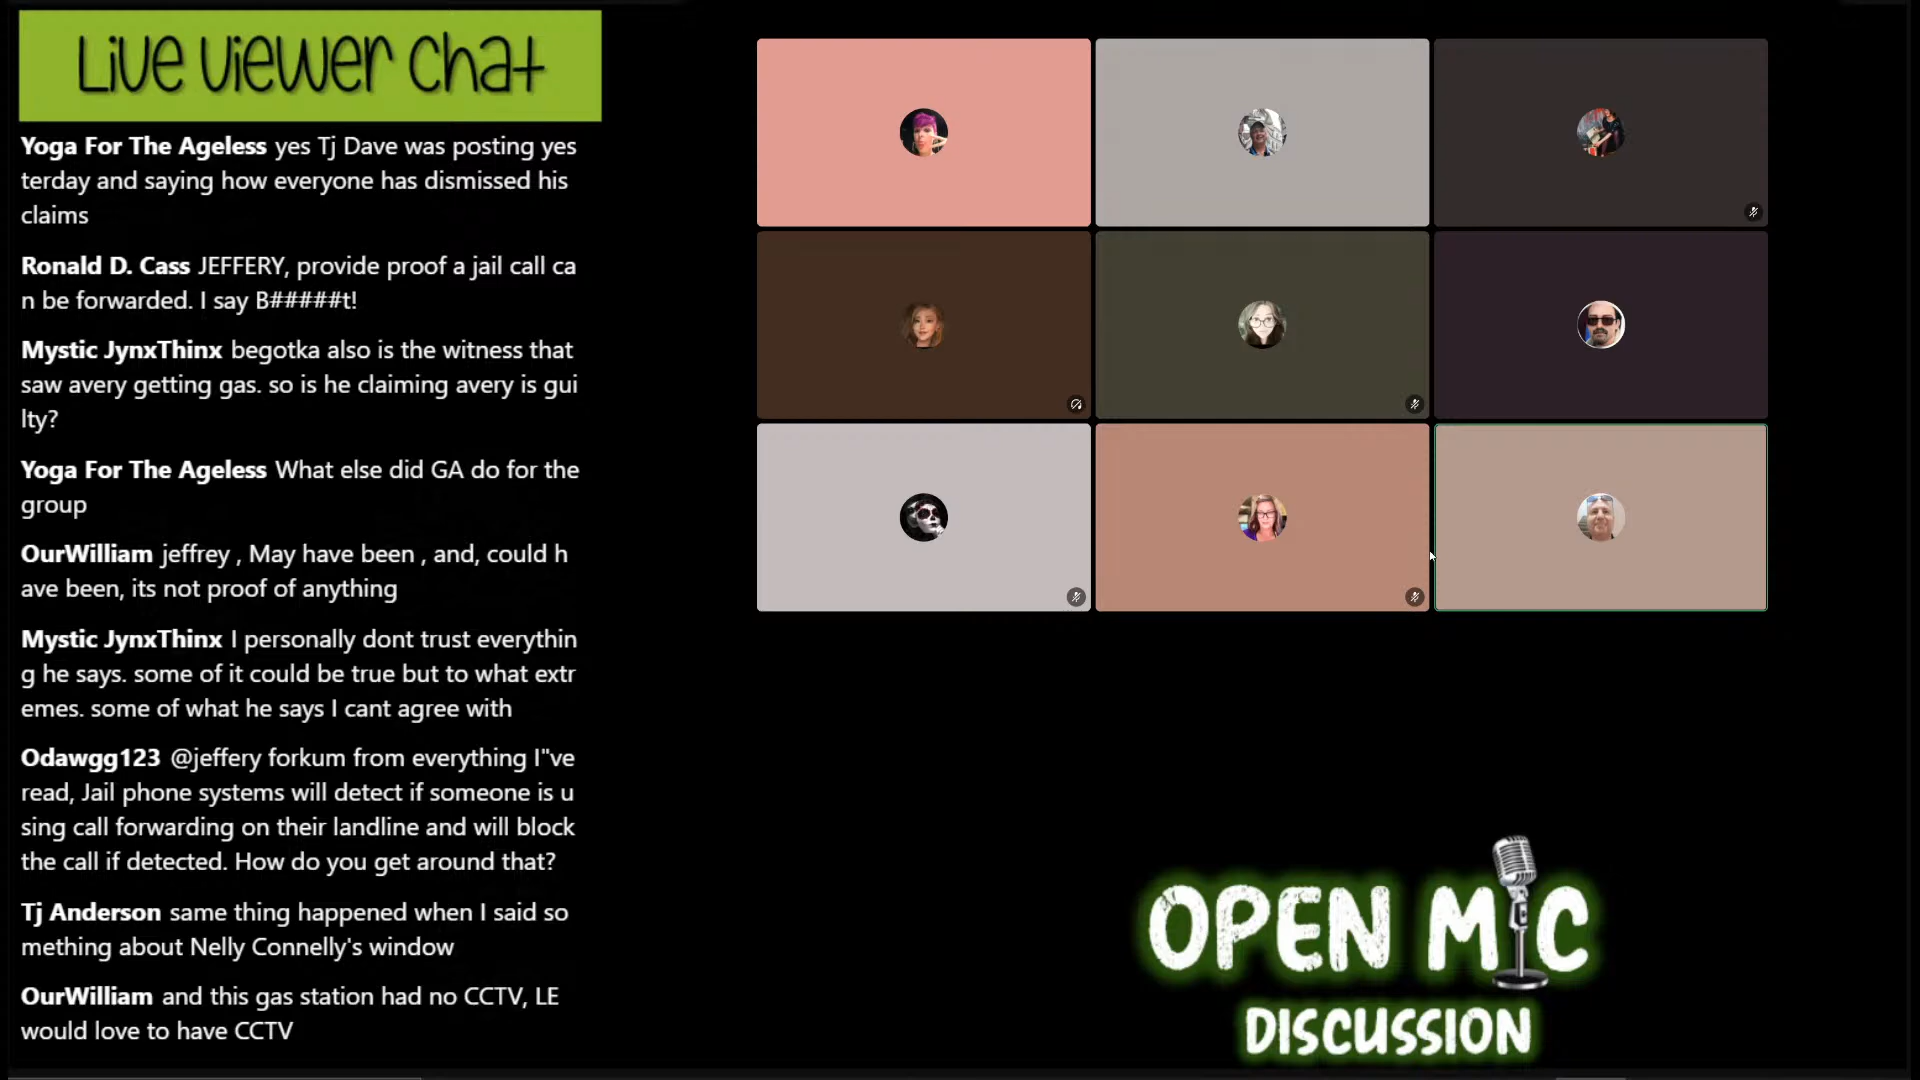 Live Viewer Chat
Yoga For The Ageless yes Tj Dave was posting yes
terday and saying how everyone has dismissed his
claims
Ronald D. Cass JEFFERY, provide proof a jail call ca
n be forwarded. I say B#####t!
Mystic JynxThinx begotka also is the witness that
saw avery getting gas. so is he claiming avery is gui
lty?
Yoga For The Ageless What else did GA do for the
group
OurWilliam jeffrey , May have been , and, could h
ave been, its not proof of anything
Mystic JynxThinx I personally dont trust everythin
g he says. some of it could be true but to what extr
emes. some of what he says I cant agree with
Odawgg123 @jeffery forkum from everything I"ve
read, Jail phone systems will detect if someone is u
sing call forwarding on their landline and will block
the call if detected. How do you get around that?
Tj Anderson same thing happened when I said so
mething about Nelly Connelly's window
OurWilliam and this gas station had no CCTV, LE
would love to have CCTV
OPEN MIC
DISCUSSION